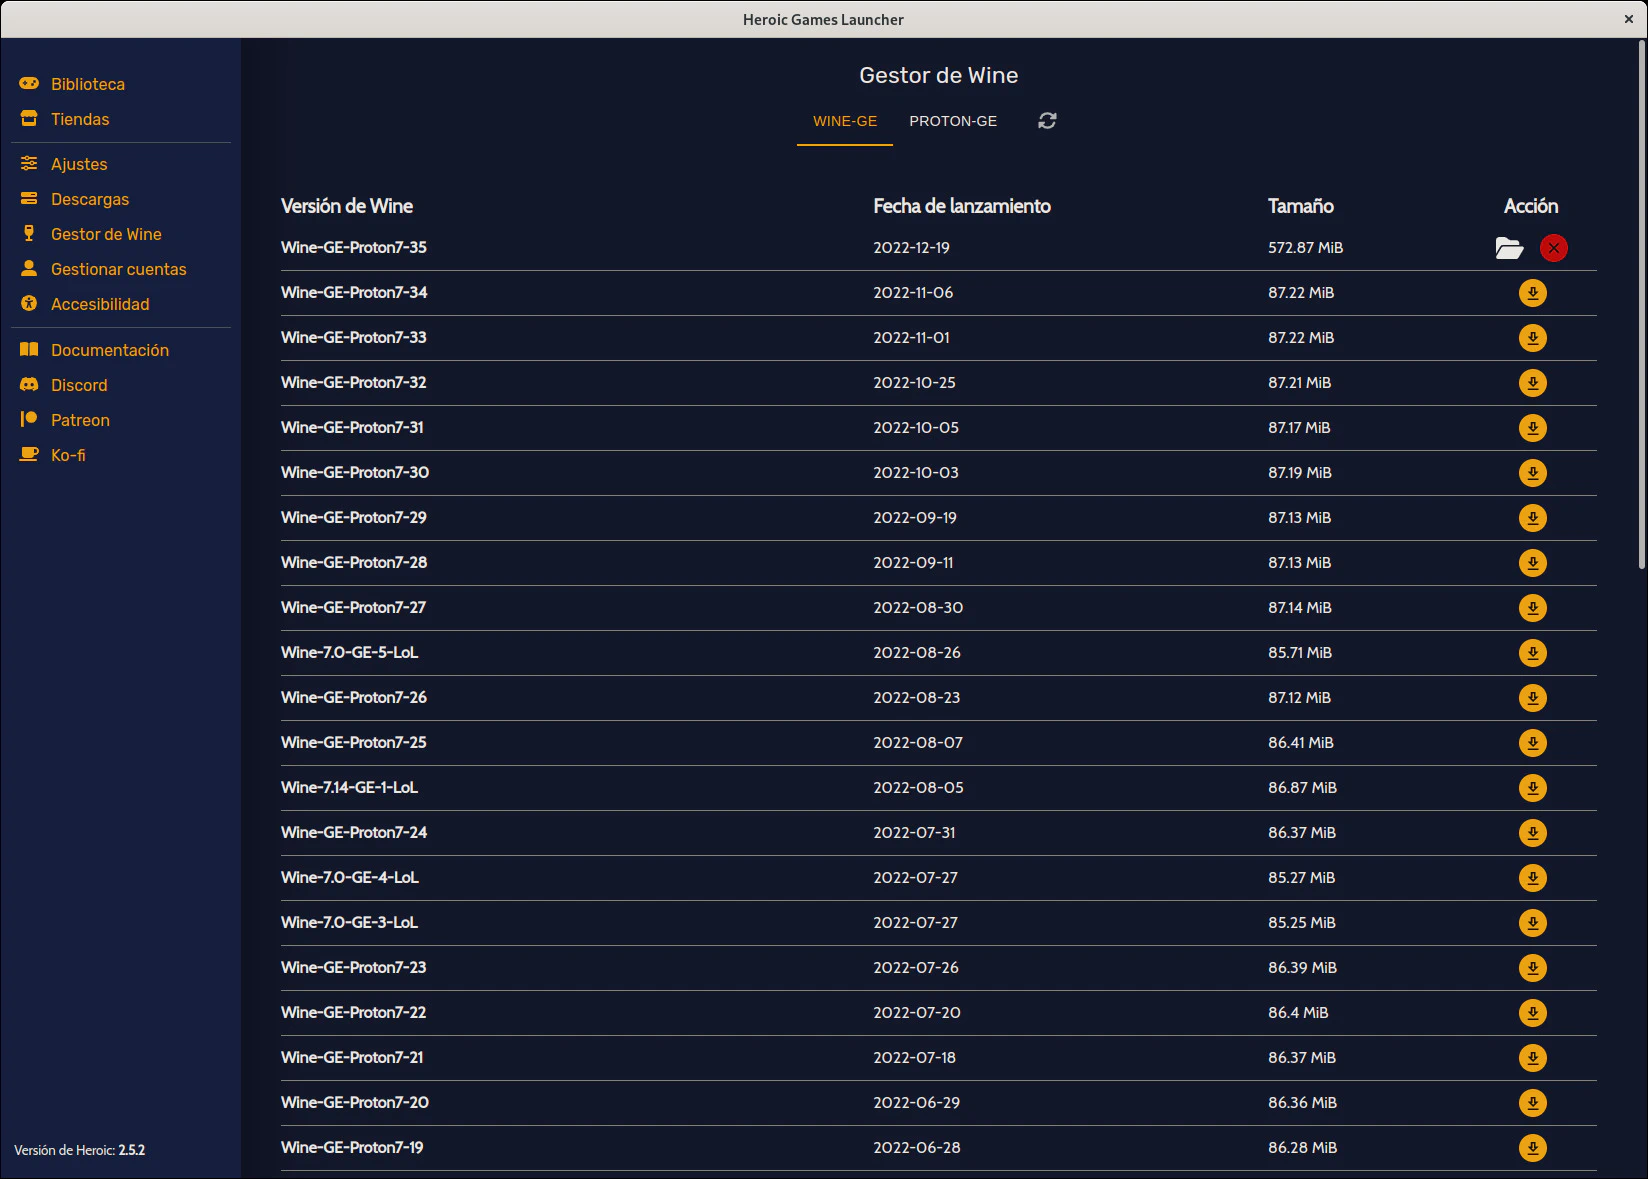 Heroic Games Launcher
Biblioteca
Tiendas
Ajustes
Descargas
Gestor de Wine
Gestionar cuentas
Accesibilidad
Documentación
Discord
Patreon
Ko-fi
Versión de Heroic: 2.5.2
Gestor de Wine
WINE-GE PROTON-GE
Versión de Wine Fecha de lanzamiento Tamaño Acción
Wine-GE-Proton7-35 2022-12-19 572.87 MiB
Wine-GE-Proton7-34 2022-11-06 87.22 MiB
Wine-GE-Proton7-33 2022-11-01 87.22 MiB
Wine-GE-Proton7-32 2022-10-25 87.21 MiB
Wine-GE-Proton7-31 2022-10-05 87.17 MiB
Wine-GE-Proton7-30 2022-10-03 87.19 MiB
Wine-GE-Proton7-29 2022-09-19 87.13 MiB
Wine-GE-Proton7-28 2022-09-11 87.13 MiB
Wine-GE-Proton7-27 2022-08-30 87.14 MiB
Wine-7.0-GE-5-LoL 2022-08-26 85.71 MiB
Wine-GE-Proton7-26 2022-08-23 87.12 MiB
Wine-GE-Proton7-25 2022-08-07 86.41 MiB
Wine-7.14-GE-1-LoL 2022-08-05 86.87 MiB
Wine-GE-Proton7-24 2022-07-31 86.37 MiB
Wine-7.0-GE-4-LoL 2022-07-27 85.27 MiB
Wine-7.0-GE-3-LoL 2022-07-27 85.25 MiB
Wine-GE-Proton7-23 2022-07-26 86.39 MiB
Wine-GE-Proton7-22 2022-07-20 86.4 MiB
Wine-GE-Proton7-21 2022-07-18 86.37 MiB
Wine-GE-Proton7-20 2022-06-29 86.36 MiB
Wine-GE-Proton7-19 2022-06-28 86.28 MiB